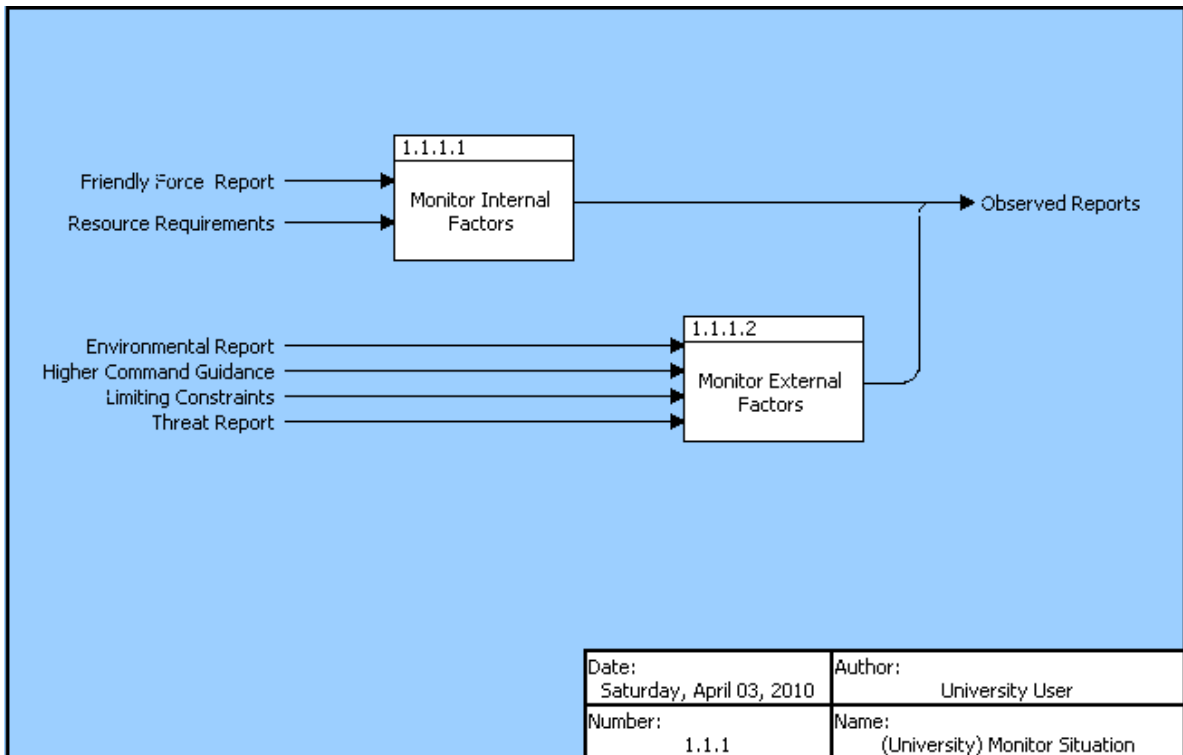 1.1.1.1
Friendly Force Report
Monitor Internal
Factors
Resource Requirements
Observed Reports
1.1.1.2
Environmental Report
Higher Command Guidance
Limiting Constraints
Threat Report
Monitor External
Factors
Date:
Saturday, April 03, 2010
Author:
University User
Number:
1.1.1
Name:
(University) Monitor Situation